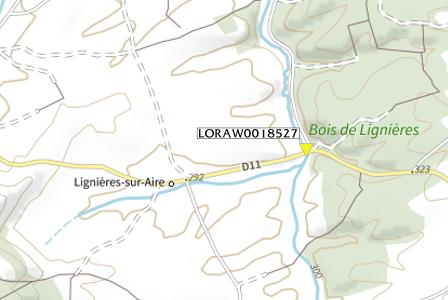 LORAW0018527
Bois de Lignières
D11
323
Lignières-sur-Aire
292
300